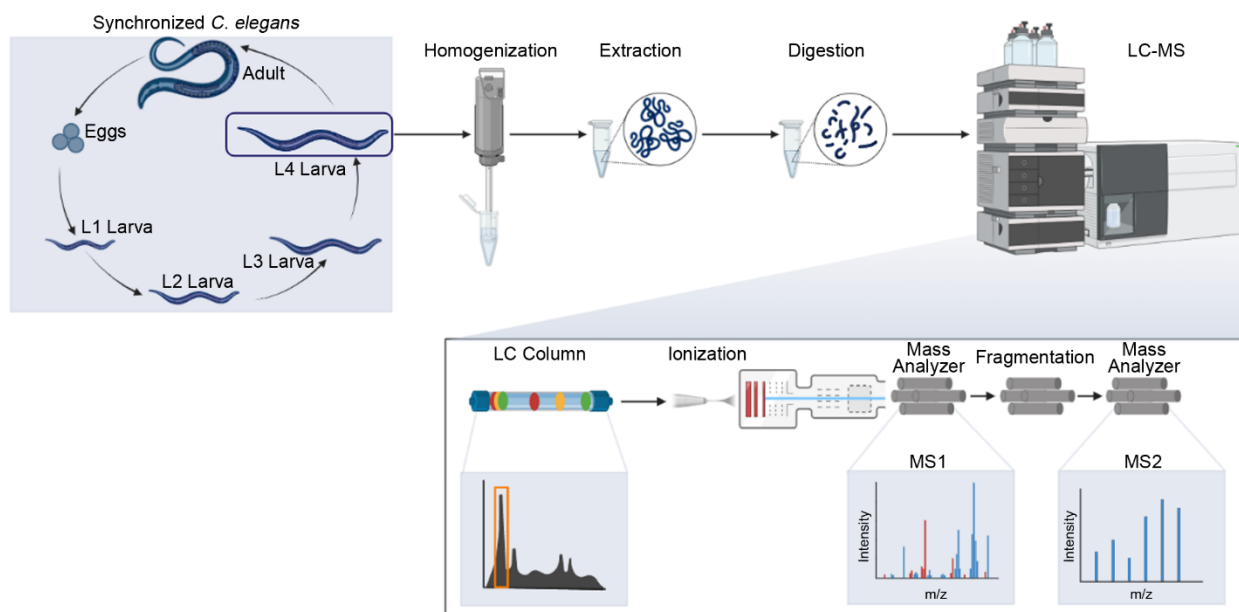 Synchronized C. elegans
Adult
Eggs
L4 Larva
L1 Larva
L3 Larva
L2 Larva
Homogenization
Extraction
Digestion
LC-MS
LC Column
Ionization
Mass
Analyzer
Fragmentation
Mass
Analyzer
MS1
Intensity
m/z
MS2
Intensity
m/z